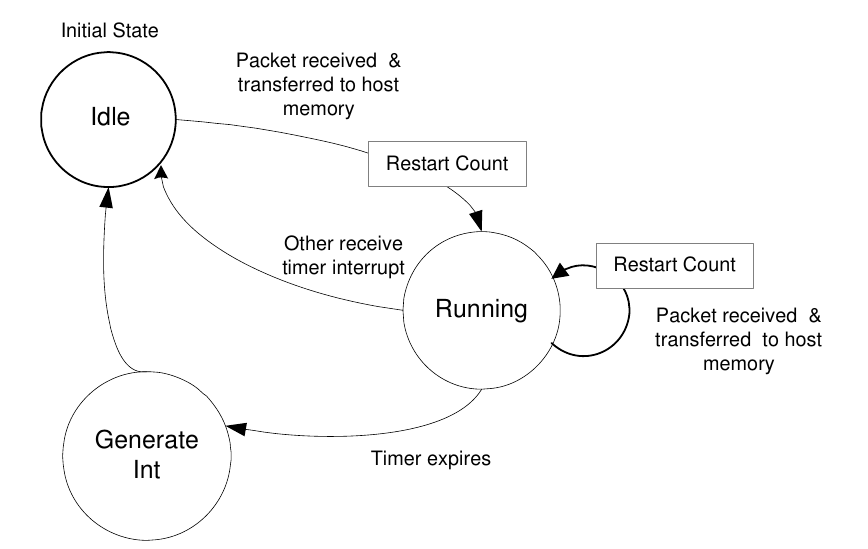 Initial State
Idle
Packet received &
transferred to host
memory
Restart Count
Other receive
timer interrupt
Running
Restart Count
Packet received &
transferred to host
memory
Generate
Int
Timer expires